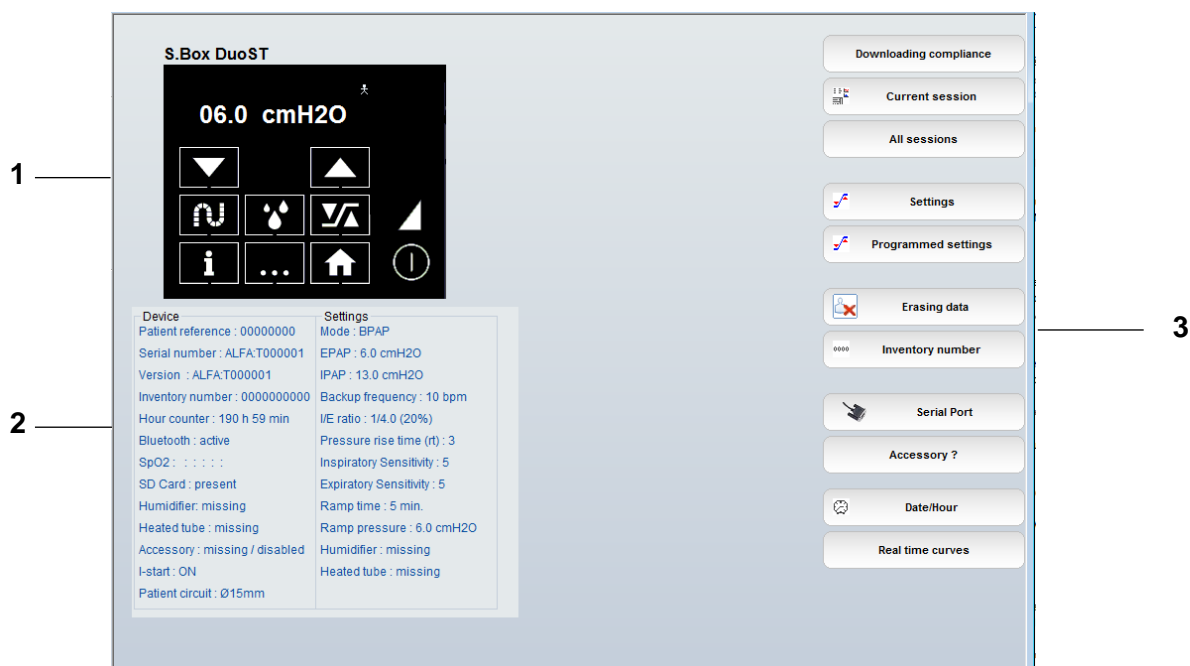 S.Box DuoST
06.0 cmH2O
i
...
1
2
3
Device
Patient reference : 00000000
Serial number : ALFA:T000001
Version : ALFA:T000001
Inventory number : 0000000000
Hour counter : 190 h 59 min
Bluetooth : active
SpO2 : : : : : :
SD Card : present
Humidifier: missing
Heated tube : missing
Accessory : missing / disabled
I-start : ON
Patient circuit : Ø15mm
Settings
Mode : BPAP
EPAP : 6.0 cmH2O
IPAP : 13.0 cmH2O
Backup frequency : 10 bpm
I/E ratio : 1/4.0 (20%)
Pressure rise time (rt) : 3
Inspiratory Sensitivity : 5
Expiratory Sensitivity : 5
Ramp time : 5 min.
Ramp pressure : 6.0 cmH2O
Humidifier : missing
Heated tube : missing
Downloading compliance
Current session
All sessions
Settings
Programmed settings
Erasing data
0000 Inventory number
Serial Port
Accessory ?
Date/Hour
Real time curves